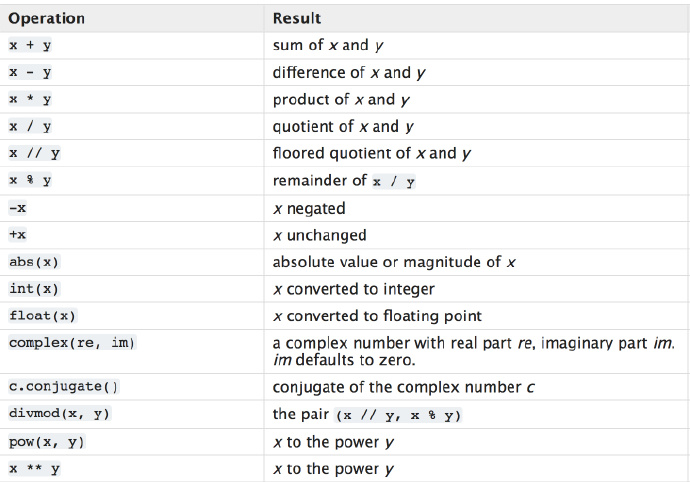 Operation Result
x + y sum of x and y
x - y difference of x and y
x * y product of x and y
x / y quotient of x and y
x // y floored quotient of x and y
x % y remainder of x / y
-x x negated
+x x unchanged
abs(x) absolute value or magnitude of x
int(x) x converted to integer
float(x) x converted to floating point
complex(re, im) a complex number with real part re, imaginary part im.
im defaults to zero.
c.conjugate() conjugate of the complex number c
divmod(x, y) the pair (x // y, x % y)
pow(x, y) x to the power y
x ** y x to the power y